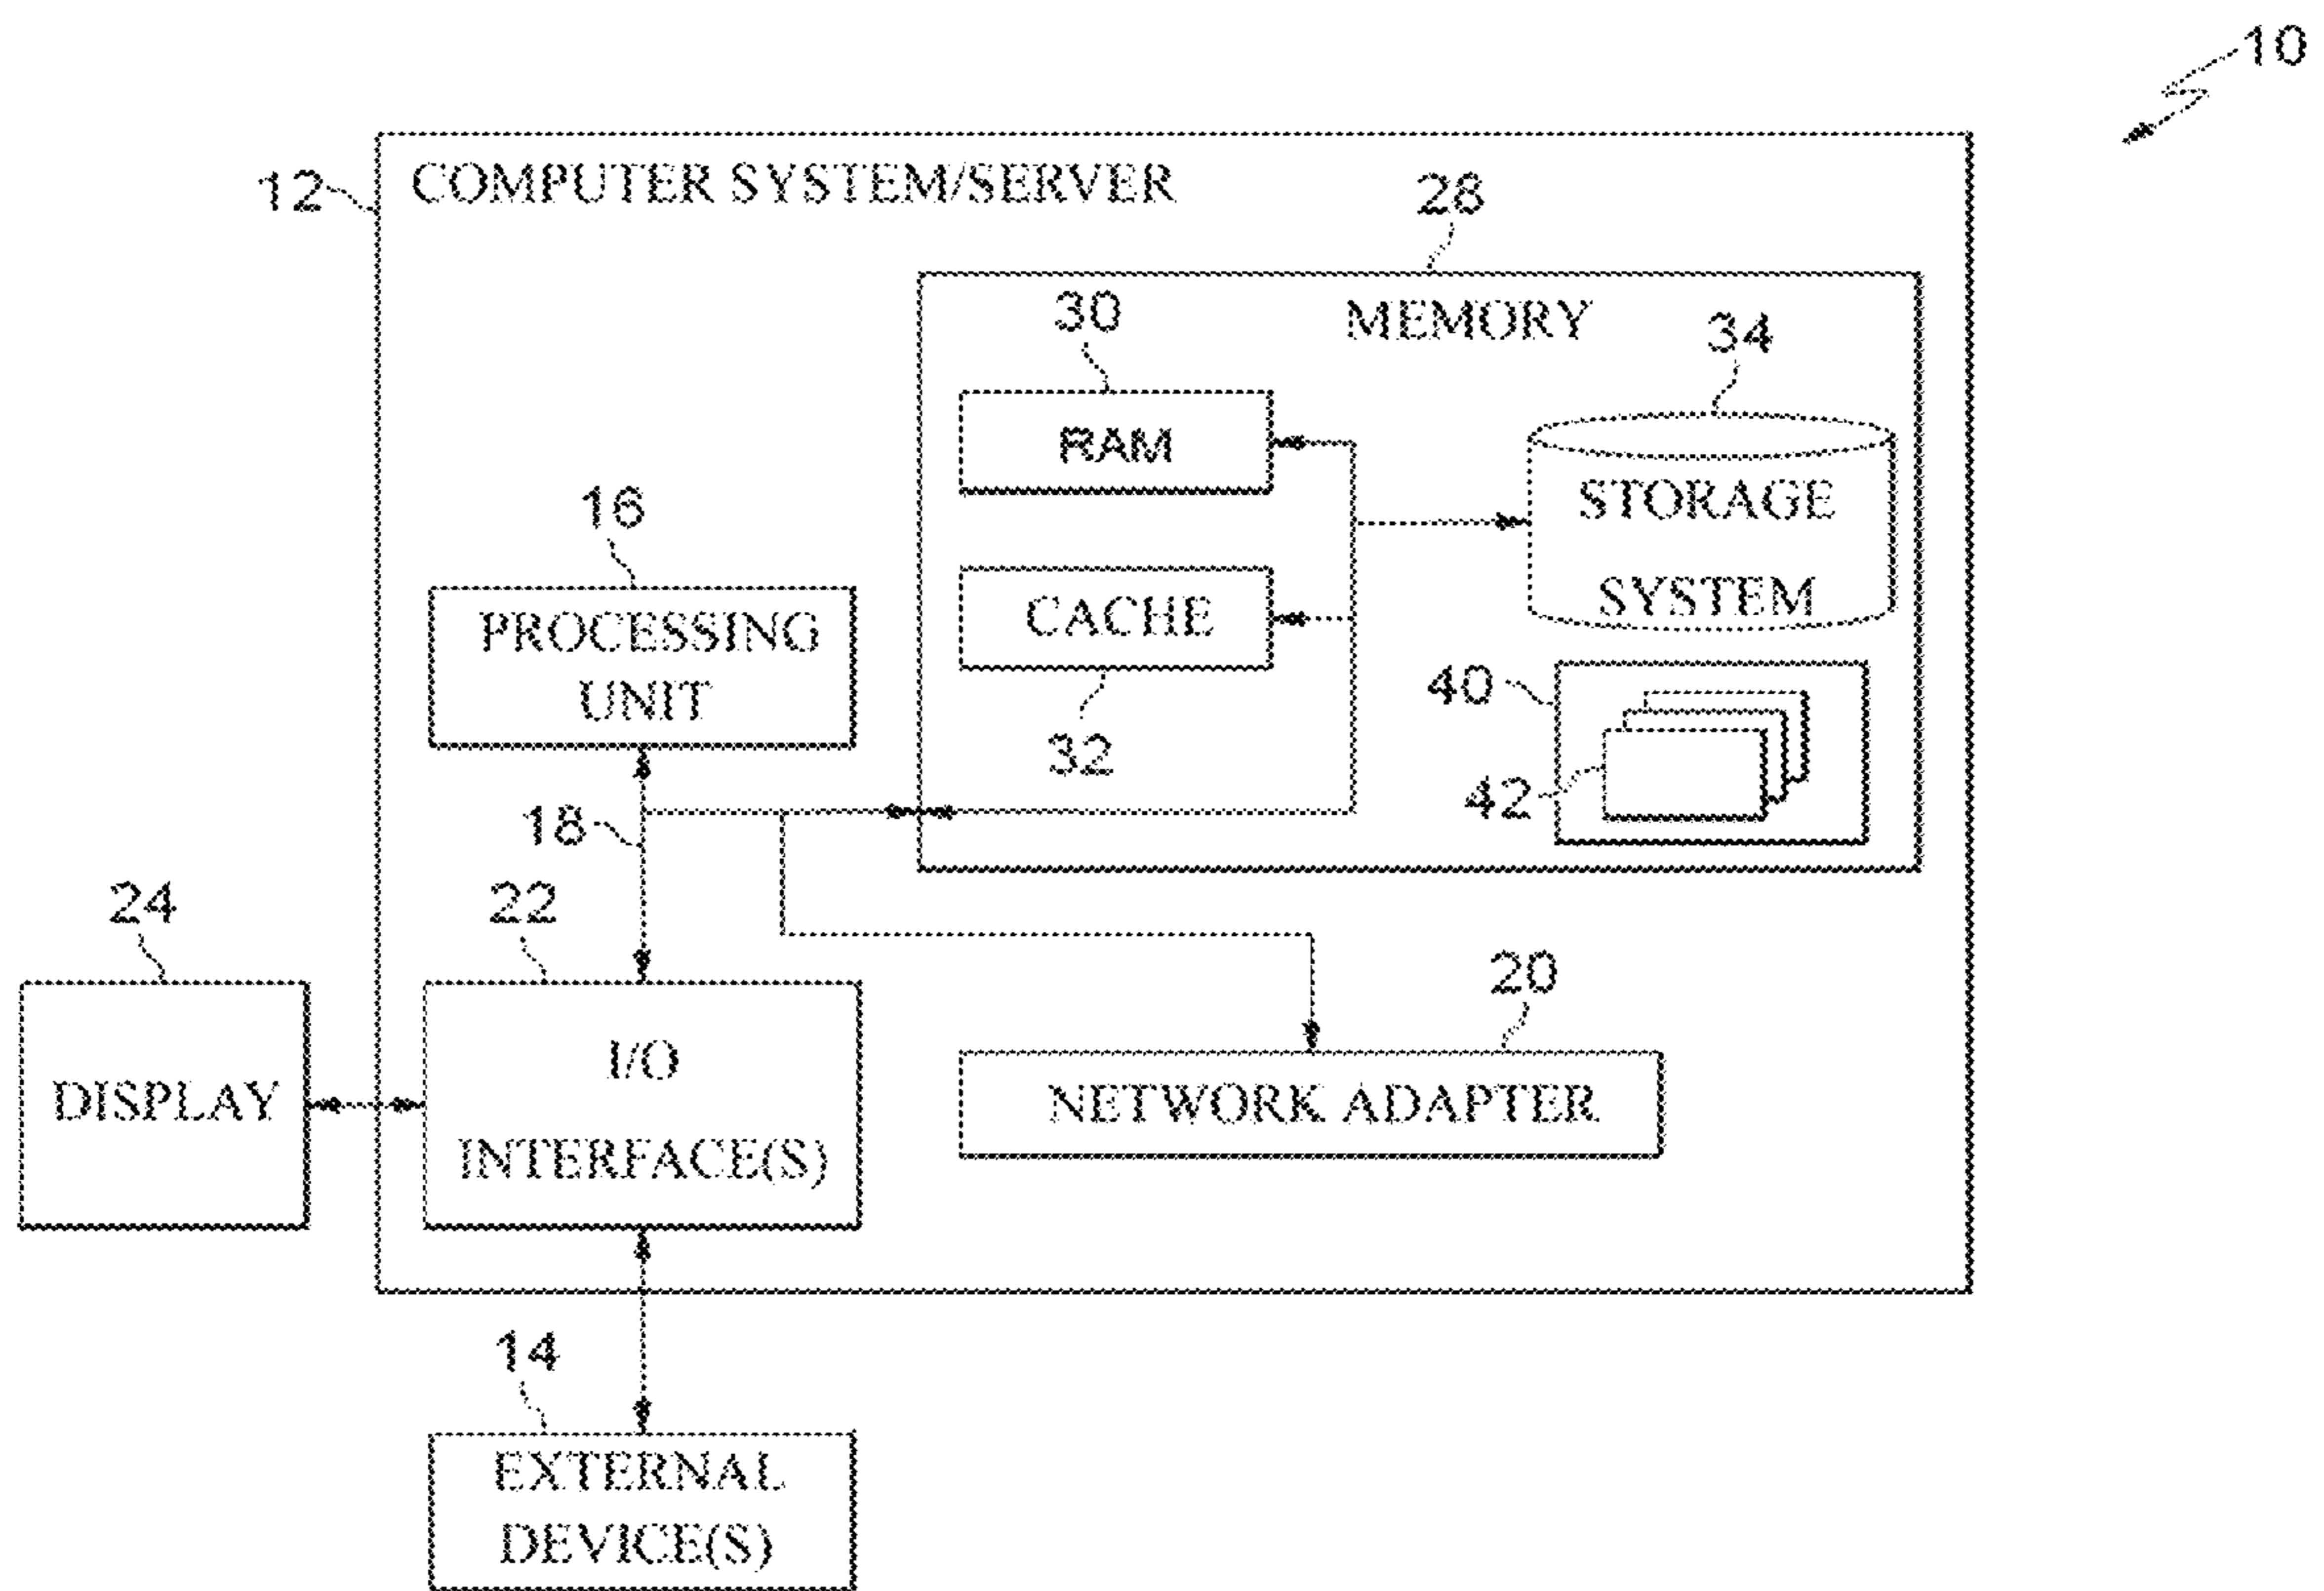 10
12
COMPUTER SYSTEM/SERVER
28
MEMORY
30
34
RAM
STORAGE
SYSTEM
16
PROCESSING
UNIT
CACHE
32
40
42
18
24
22
20
DISPLAY
I/O
INTERFACE(S)
NETWORK ADAPTER
14
EXTERNAL
DEVICE(S)